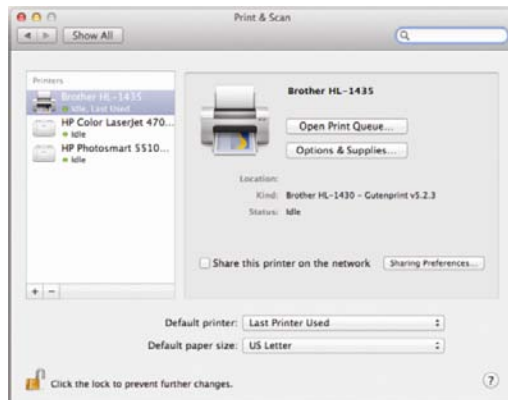 Print & Scan
Show All
Printers
Brother HL-1435
Idle, Last Used
HP Color LaserJet 470...
Idle
HP Photosmart 5510...
Idle
Brother HL-1435
Open Print Queue...
Options & Supplies...
Location:
Kind: Brother HL-1430 - Gutenprint v5.2.3
Status: Idle
Share this printer on the network Sharing Preferences...
+ −
Default printer: Last Printer Used
Default paper size: US Letter
Click the lock to prevent further changes. ?